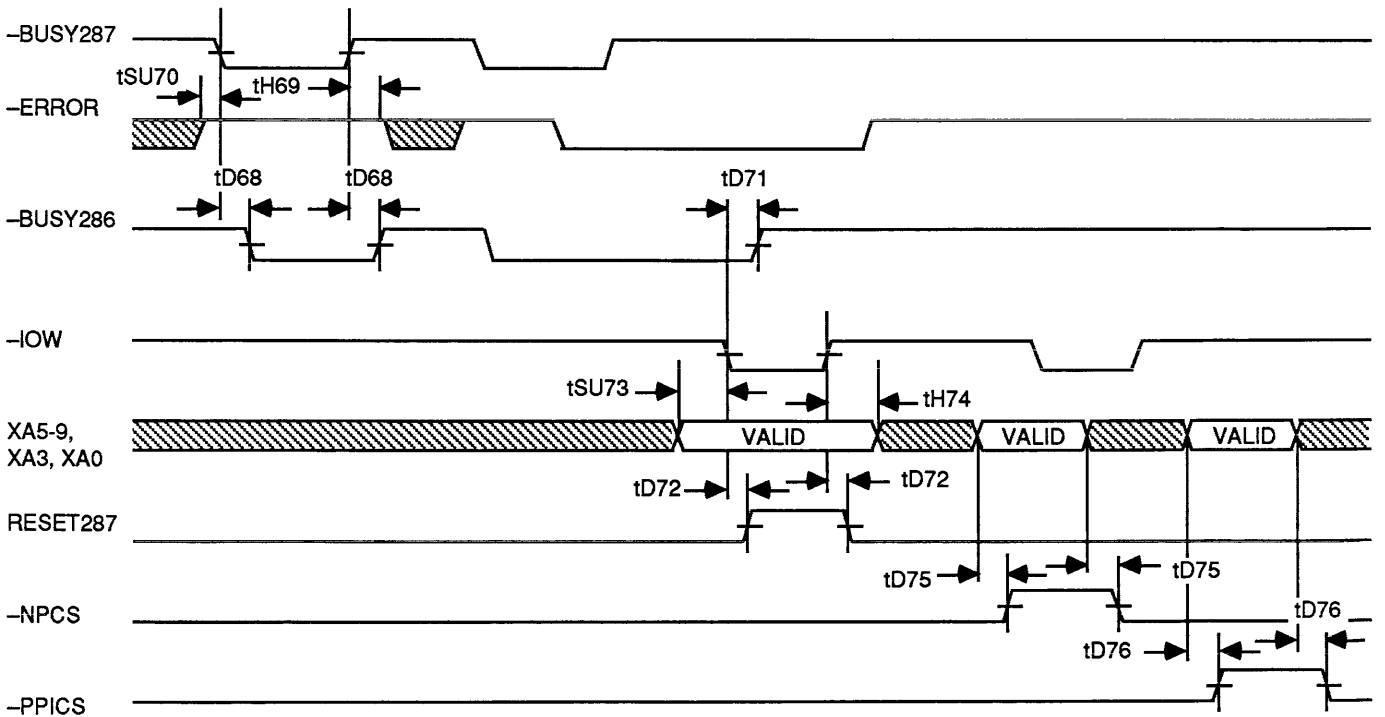 –BUSY287
tSU70
tH69
–ERROR
tD68
tD68
tD71
–BUSY286
–IOW
tSU73
tH74
XA5-9,
XA3, XA0
VALID
VALID
VALID
tD72
tD72
RESET287
tD75
tD75
–NPCS
tD76
tD76
–PPICS